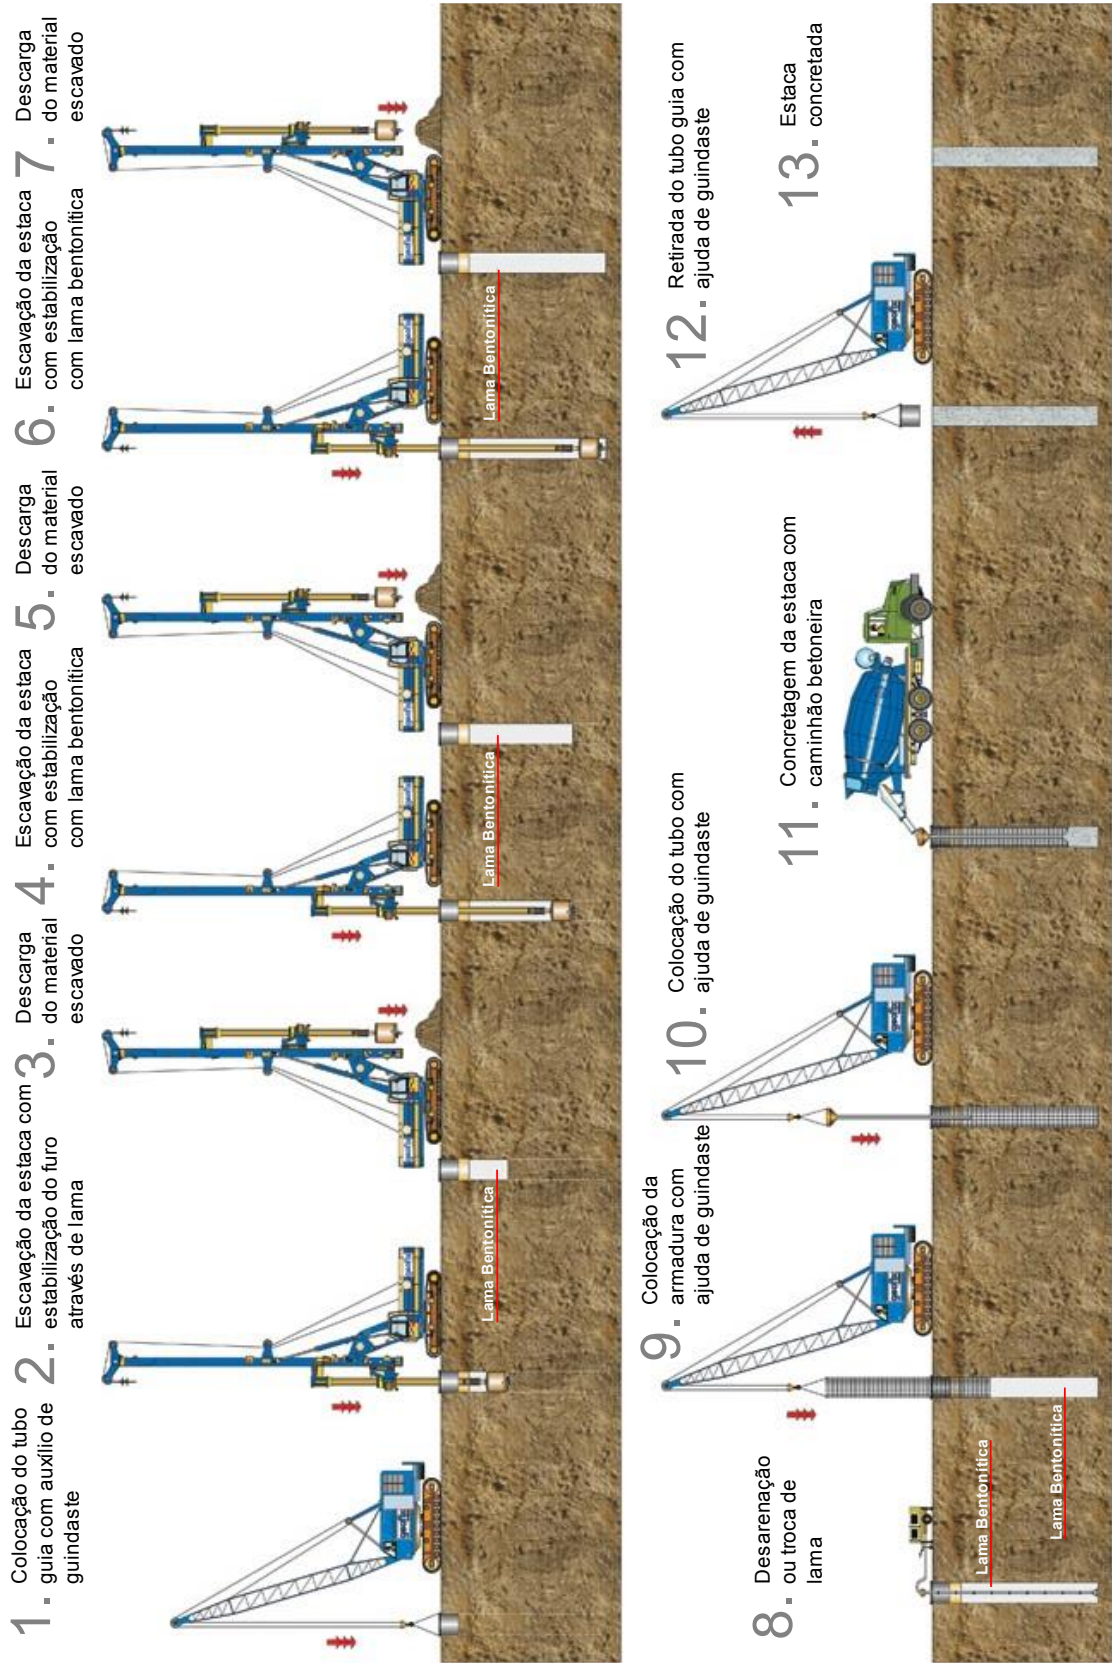 1. Colocação do tubo
guia com auxílio de
guindaste
2. Escavação da estaca com
estabilização do furo
através de lama
3. Descarga
do material
escavado
4. Escavação da estaca
com estabilização
com lama bentonítica
5. Descarga
do material
escavado
6. Escavação da estaca
com estabilização
com lama bentonítica
7. Descarga
do material
escavado
Lama Bentonítica
Lama Bentonítica
Lama Bentonítica
8. Desarenação
ou troca de
lama
9. Colocação da
armadura com
ajuda de guindaste
10. Colocação do tubo com
ajuda de guindaste
11. Concretagem da estaca com
caminhão betoneira
12. Retirada do tubo guia com
ajuda de guindaste
13. Estaca
concretada
Lama Bentonítica
Lama Bentonítica